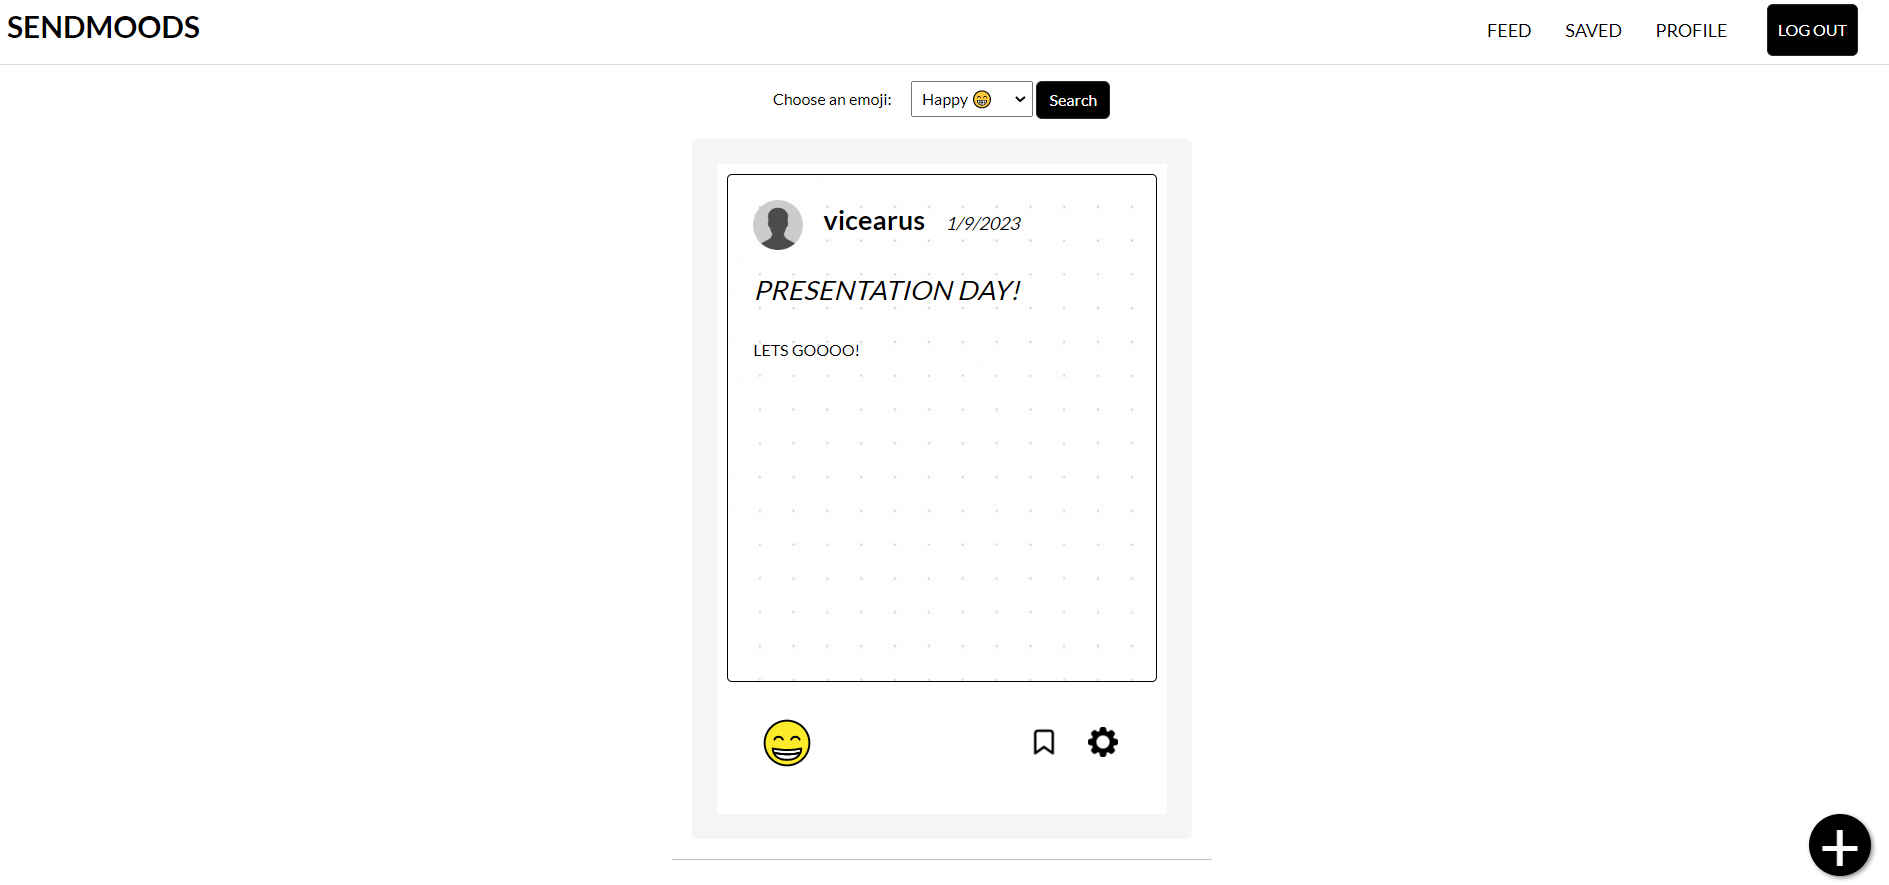 SENDMOODS
FEED SAVED PROFILE LOG OUT
Choose an emoji: Happy 😁 Search
vicearus 1/9/2023
PRESENTATION DAY!
LETS GOOOO!